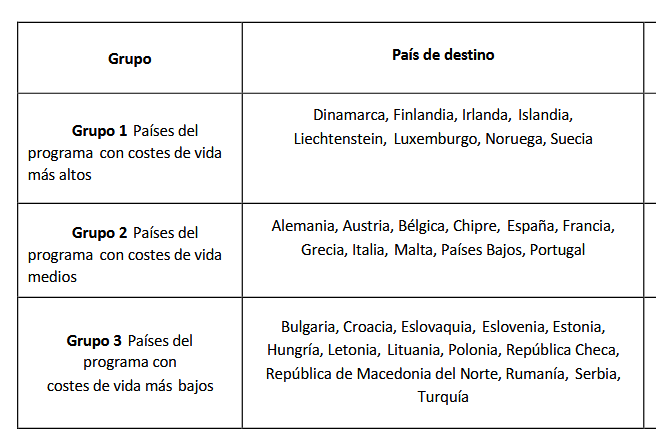 Grupo
País de destino
Grupo 1 Países del
programa con costes de vida
más altos
Dinamarca, Finlandia, Irlanda, Islandia,
Liechtenstein, Luxemburgo, Noruega, Suecia
Grupo 2 Países del
programa con costes de vida
medios
Alemania, Austria, Bélgica, Chipre, España, Francia,
Grecia, Italia, Malta, Países Bajos, Portugal
Grupo 3 Países del
programa con
costes de vida más bajos
Bulgaria, Croacia, Eslovaquia, Eslovenia, Estonia,
Hungría, Letonia, Lituania, Polonia, República Checa,
República de Macedonia del Norte, Rumanía, Serbia,
Turquía